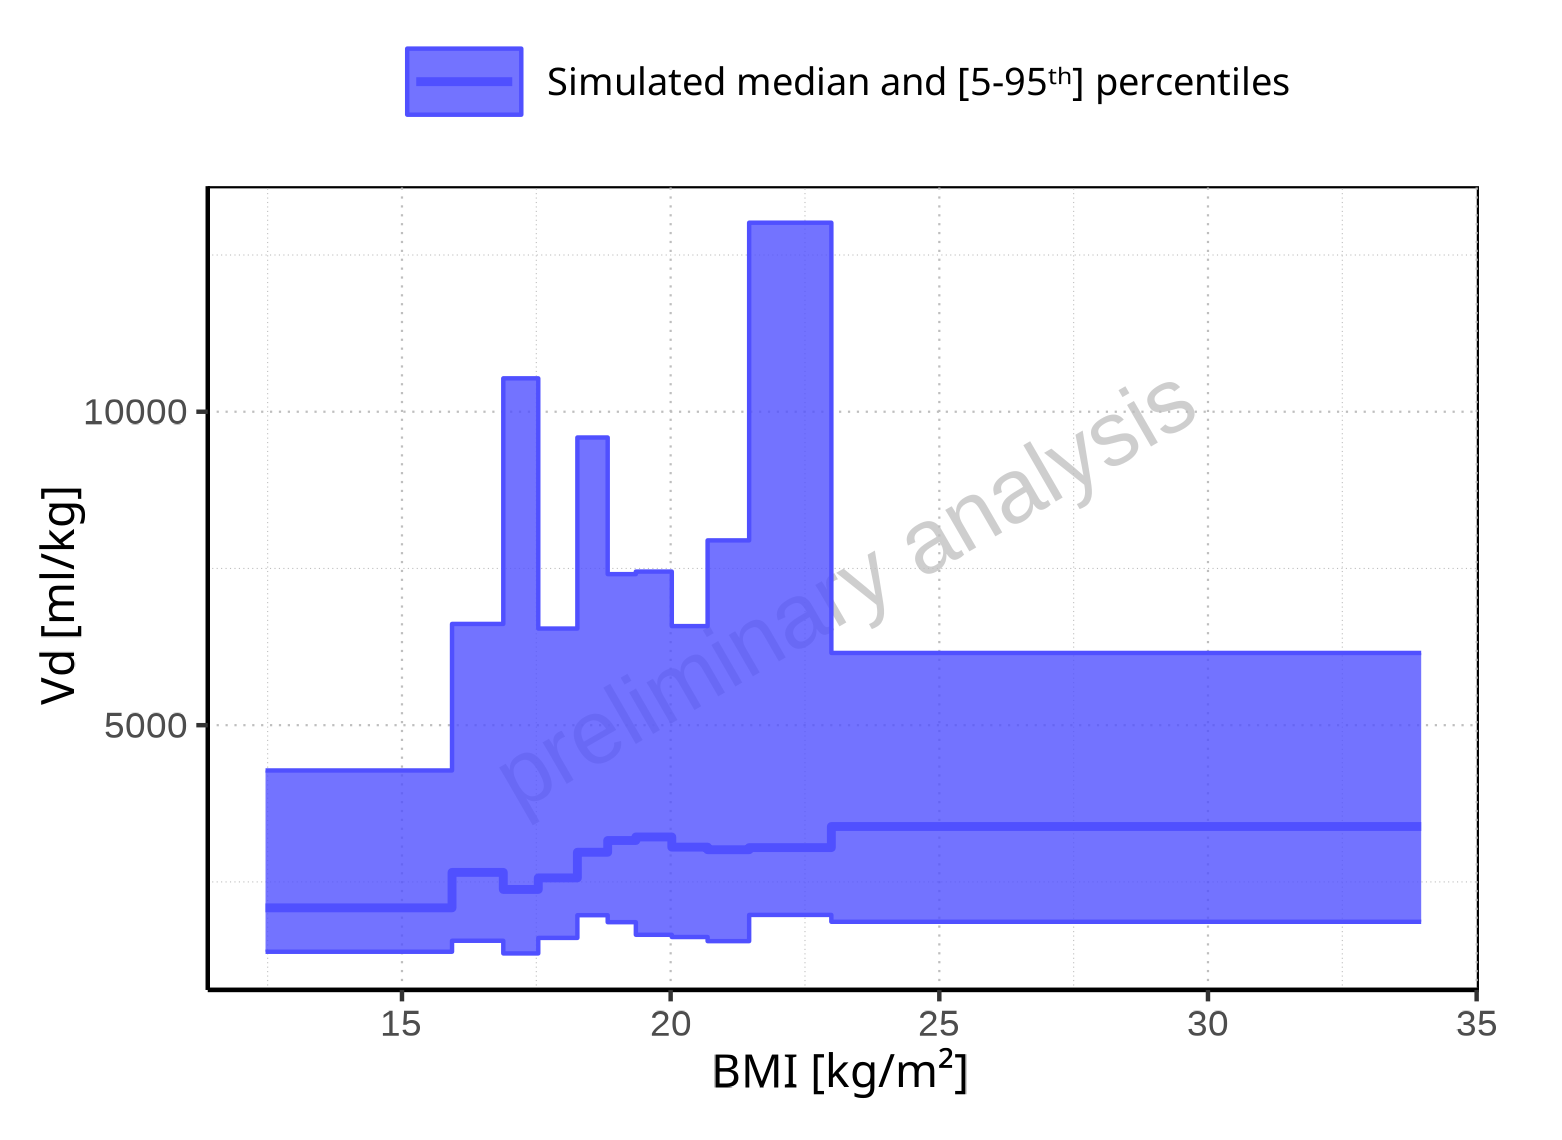 Simulated median and [5-95ᵗʰ] percentiles
10000
5000
Vd [ml/kg]
preliminary analysis
15 20 25 30 35
BMI [kg/m²]